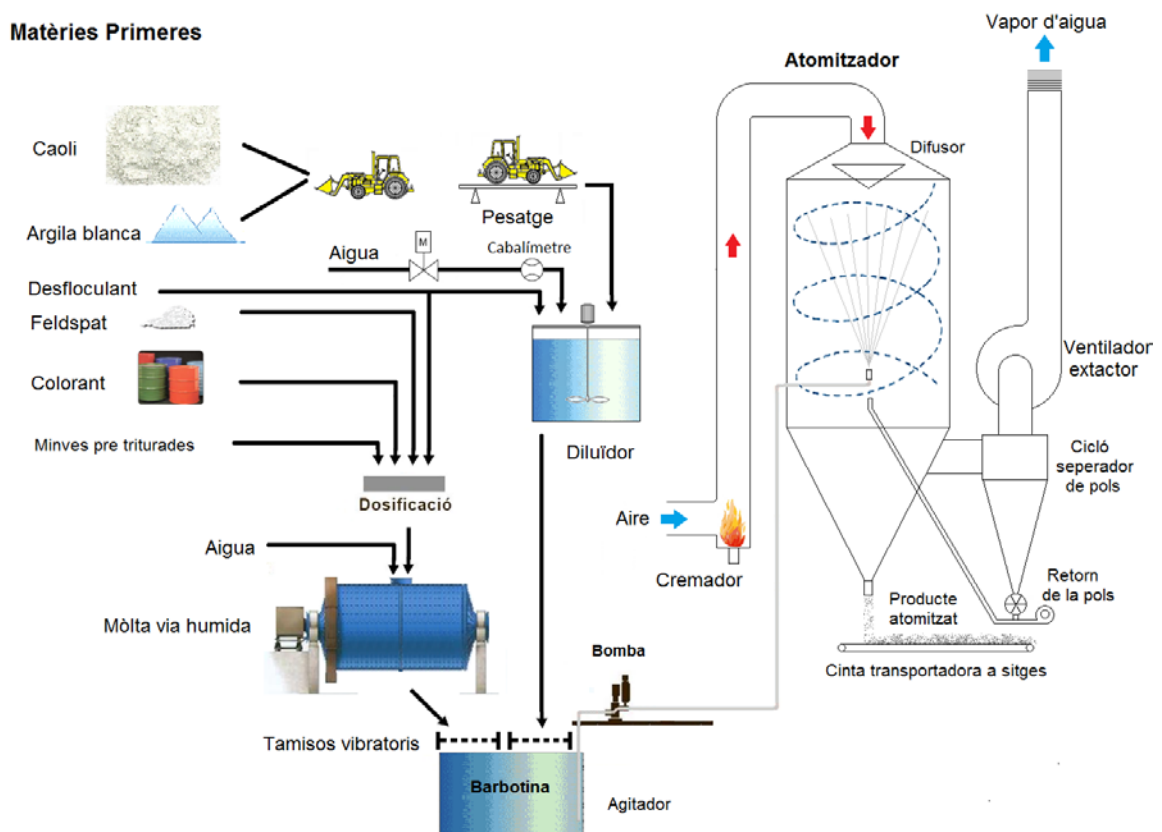 Matèries Primeres
Vapor d'aigua
Atomitzador
Caoli
Difusor
Pesatge
Argila blanca
Aigua
M
Cabalímetre
Desfloculant
Feldspat
Ventilador
extactor
Colorant
Minves pre triturades
Diluïdor
Cicló
seperador
de pols
Dosificació
Aire
Aigua
Cremador
Retorn
de la pols
Producte
atomitzat
Mòlta via humida
Bomba
Cinta transportadora a sitges
Tamisos vibratoris
Barbotina
Agitador